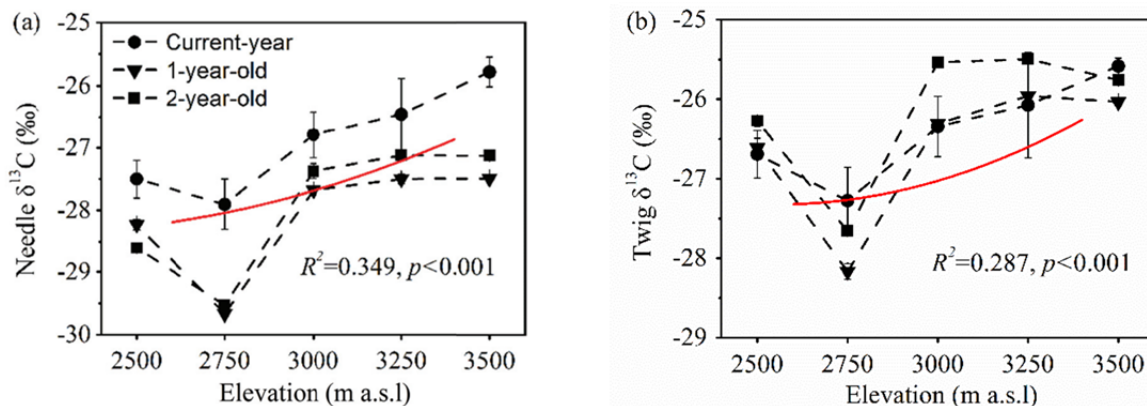 (a)
Needle δ¹³C (‰)
-25
-26
-27
-28
-29
-30
Current-year
1-year-old
2-year-old
R²=0.349, p<0.001
2500 2750 3000 3250 3500
Elevation (m a.s.l)
(b)
Twig δ¹³C (‰)
-25
-26
-27
-28
-29
R²=0.287, p<0.001
2500 2750 3000 3250 3500
Elevation (m a.s.l)